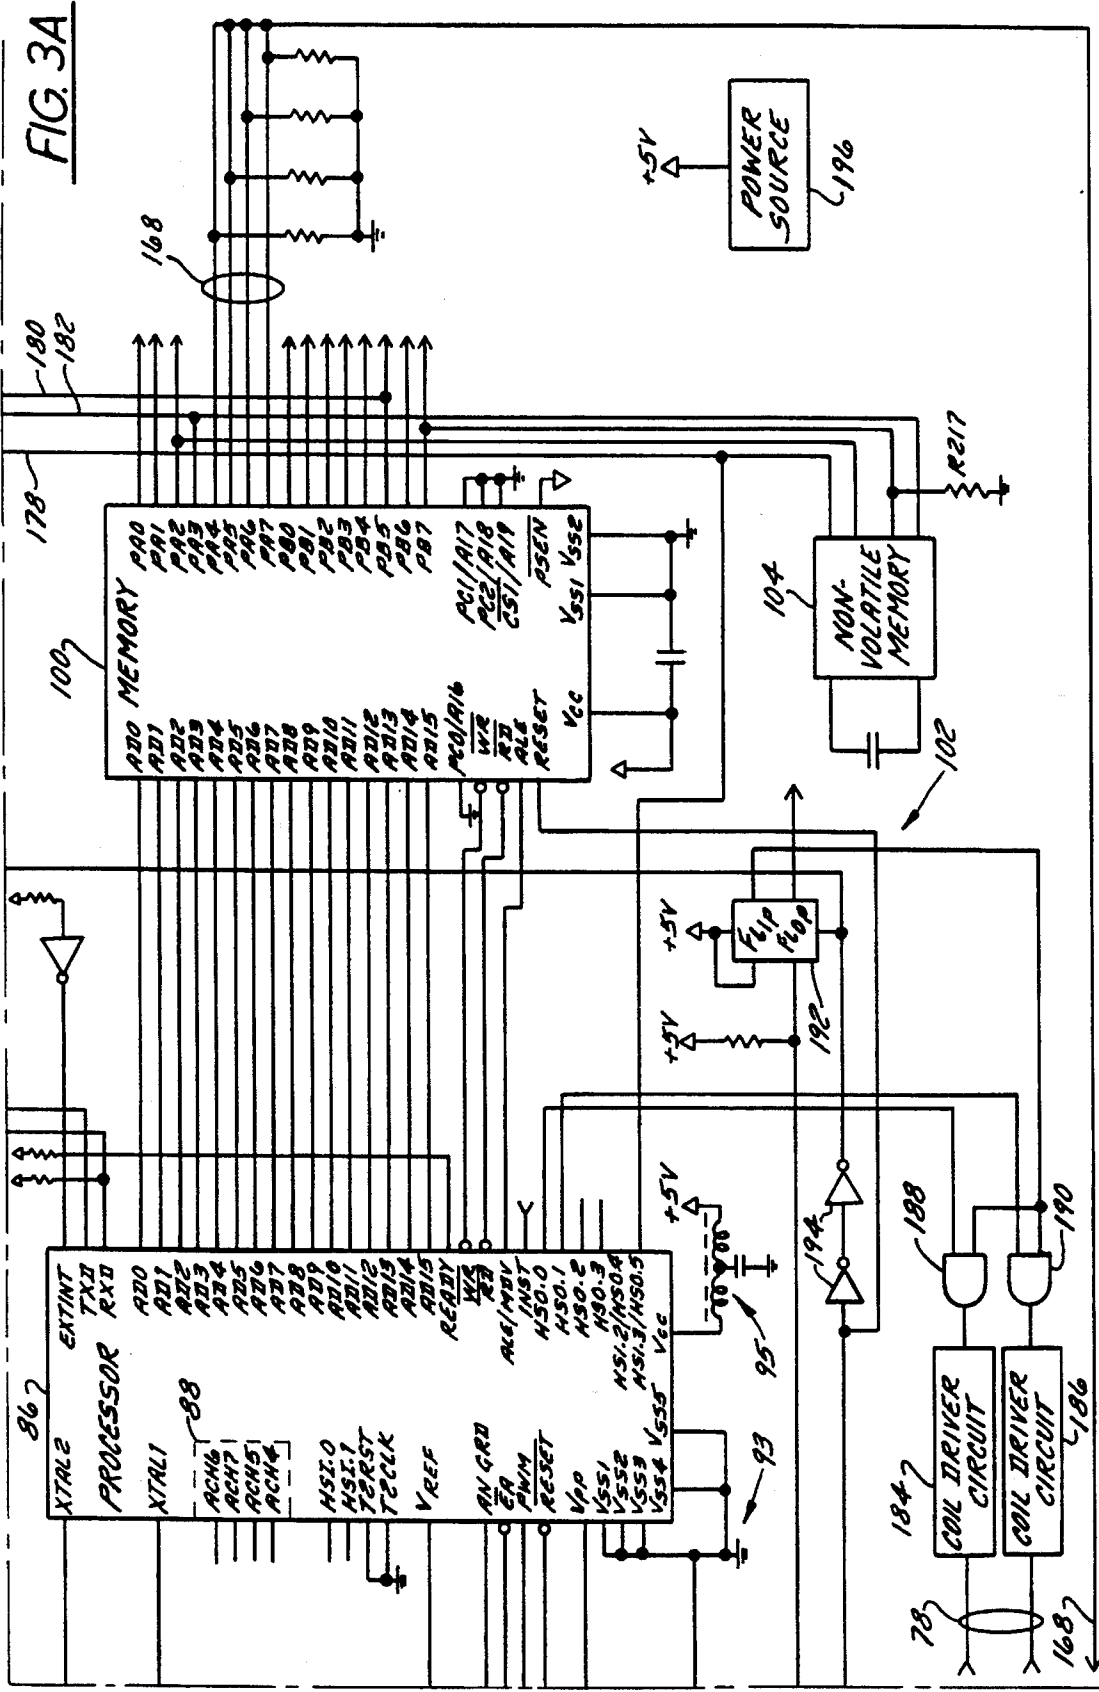 FIG. 3A
180
182
178
168
100
MEMORY
AD0
AD1
AD2
AD3
AD4
AD5
AD6
AD7
AD8
AD9
AD10
AD11
AD12
AD13
AD14
AD15
PC0/A16
WR
RD
ALE
RESET
PA0
PA1
PA2
PA3
PA4
PA5
PA6
PA7
PB0
PB1
PB2
PB3
PB4
PB5
PB6
PB7
PC1/A17
PC2/A18
CS1/A19
PSEN
VCC
VSS1
VSS2
+5V
POWER
SOURCE
196
R217
104
NON-
VOLATILE
MEMORY
102
86
PROCESSOR
XTAL2
XTAL1
88
ACH6
ACH7
ACH5
ACH4
HSI.0
HSI.1
T2RST
T2CLK
VREF
AN GRD
EA
PWM
RESET
VPP
VSS1
VSS2
VSS3
VSS4
VSS5
VCC
EXTINT
TXD
RXD
AD0
AD1
AD2
AD3
AD4
AD5
AD6
AD7
AD8
AD9
AD10
AD11
AD12
AD13
AD14
AD15
READY
WR
RD
ALE/MDV
INST
HSO.0
HSO.1
HSO.2
HSO.3
HSI.2/HSO.4
HSI.3/HSO.5
93
95
+5V
+5V
+5V
FLIP
FLOP
192
194
188
190
184
COIL DRIVER
CIRCUIT
COIL DRIVER
CIRCUIT
186
78
168